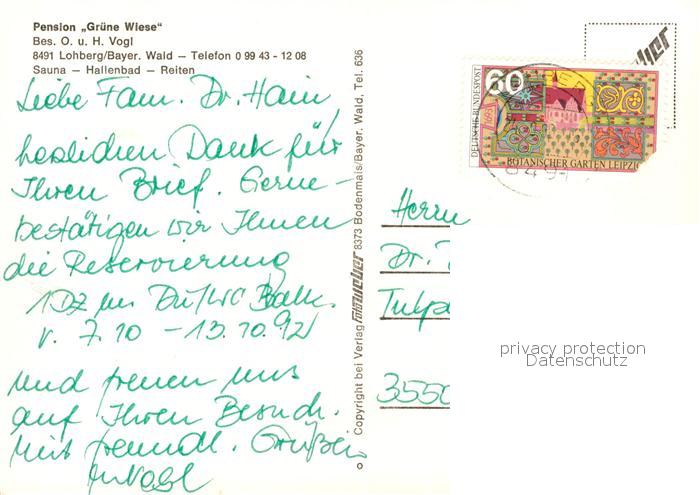 Pension „Grüne Wiese"
Bes. O. u. H. Vogl
8491 Lohberg/Bayer. Wald — Telefon 0 99 43 - 12 08
Sauna — Hallenbad — Reiten
Liebe Fam. Dr. Hain,
herzlichen Dank für
Ihren Brief. Gerne
bestätigen wir Ihnen
die Reservierung
1 DZ m Du/WC Balk.
v. 7.10 – 13.10.92
und freuen uns
auf Ihren Besuch.
Mit freundl. Grüßen
Vogl
Copyright bei Verlag 8373 Bodenmais/Bayer. Wald, Tel. 636
60
DEUTSCHE BUNDESPOST
BOTANISCHER GARTEN LEIPZIG
Herrn
Dr.
Tulpa
3550
privacy protection
Datenschutz